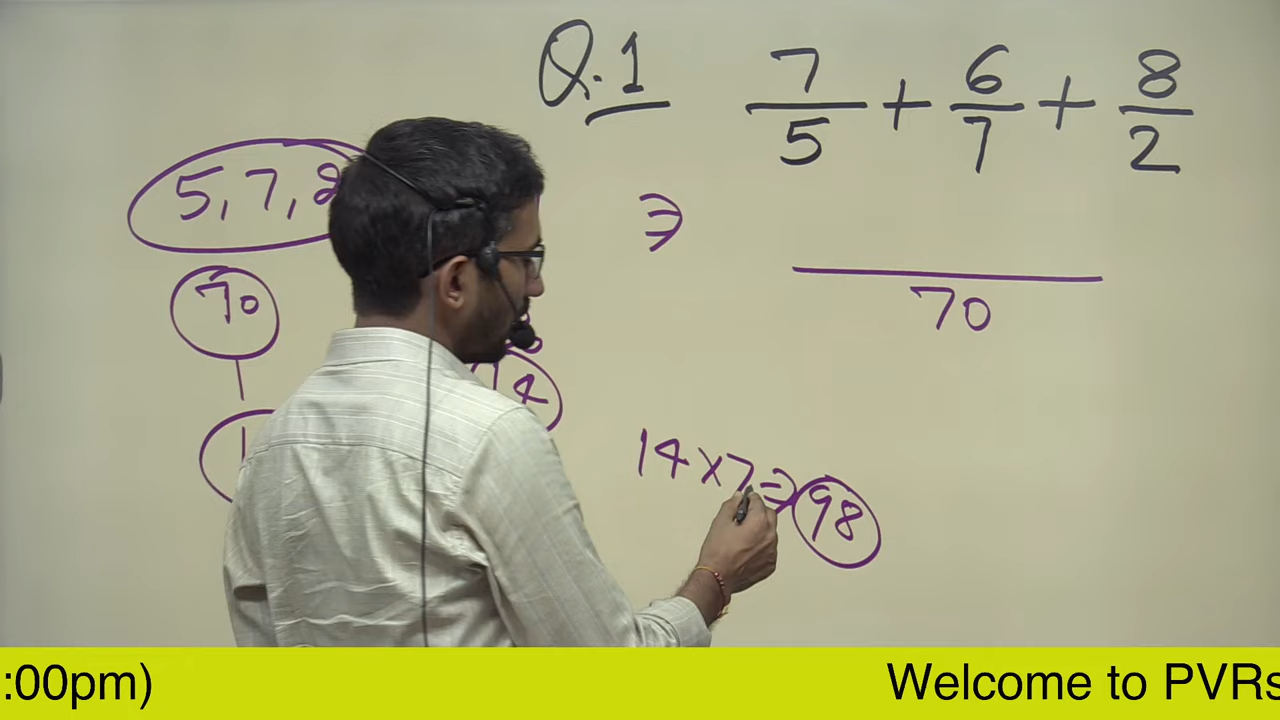 Q.1 7/5 + 6/7 + 8/2
5, 7, 2
⇒
70
70
14 × 7 ⇒ 98
:00pm) Welcome to PVRs